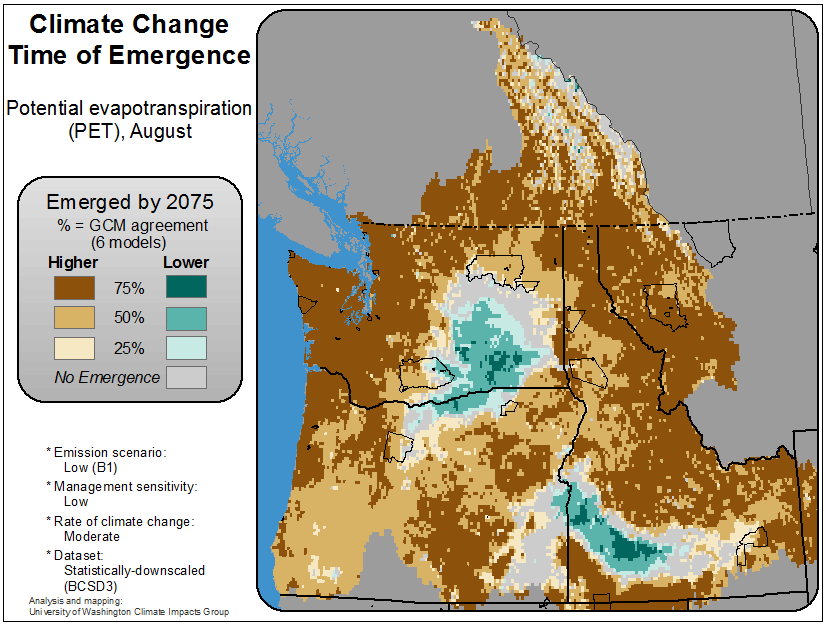 Climate Change
Time of Emergence
Potential evapotranspiration
(PET), August
Emerged by 2075
% = GCM agreement
(6 models)
Higher Lower
75%
50%
25%
No Emergence
* Emission scenario:
Low (B1)
* Management sensitivity:
Low
* Rate of climate change:
Moderate
* Dataset:
Statistically-downscaled
(BCSD3)
Analysis and mapping:
University of Washington Climate Impacts Group